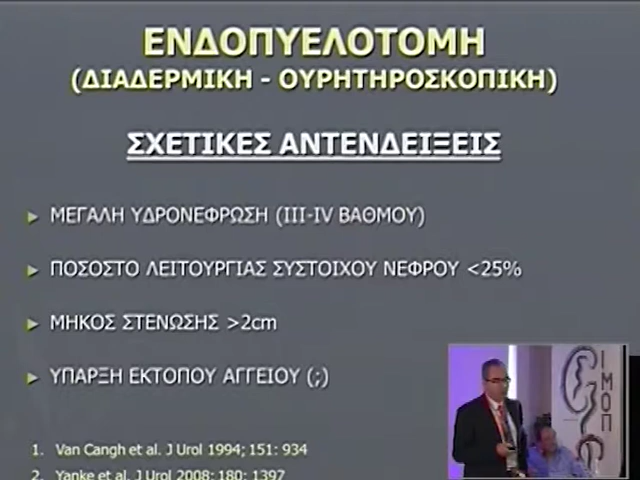 ΕΝΔΟΠΥΕΛΟΤΟΜΗ
(ΔΙΑΔΕΡΜΙΚΗ - ΟΥΡΗΤΗΡΟΣΚΟΠΙΚΗ)
ΣΧΕΤΙΚΕΣ ΑΝΤΕΝΔΕΙΞΕΙΣ
ΜΕΓΑΛΗ ΥΔΡΟΝΕΦΡΩΣΗ (III-IV ΒΑΘΜΟΥ)
ΠΟΣΟΣΤΟ ΛΕΙΤΟΥΡΓΙΑΣ ΣΥΣΤΟΙΧΟΥ ΝΕΦΡΟΥ <25%
ΜΗΚΟΣ ΣΤΕΝΩΣΗΣ >2cm
ΥΠΑΡΞΗ ΕΚΤΟΠΟΥ ΑΓΓΕΙΟΥ (;)
1. Van Cangh et al. J Urol 1994; 151: 934
2. Yanke et al. J Urol 2008; 180: 1397
ΙΜΟΠ